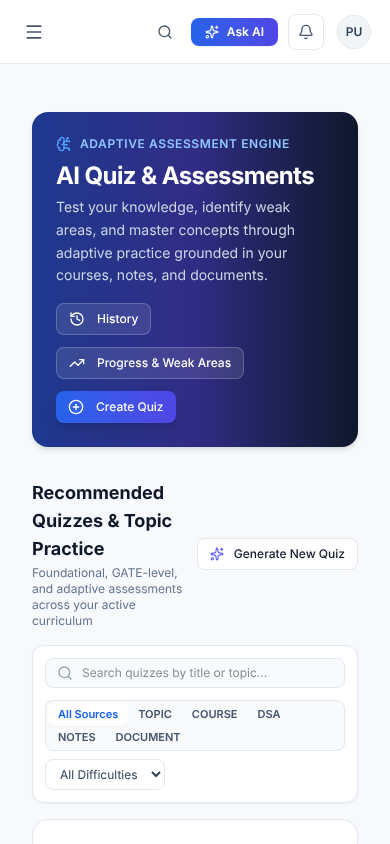 Ask AI
PU
ADAPTIVE ASSESSMENT ENGINE
AI Quiz & Assessments
Test your knowledge, identify weak
areas, and master concepts through
adaptive practice grounded in your
courses, notes, and documents.
History
Progress & Weak Areas
Create Quiz
Recommended
Quizzes & Topic
Practice
Foundational, GATE-level,
and adaptive assessments
across your active
curriculum
Generate New Quiz
Search quizzes by title or topic...
All Sources TOPIC COURSE DSA
NOTES DOCUMENT
All Difficulties